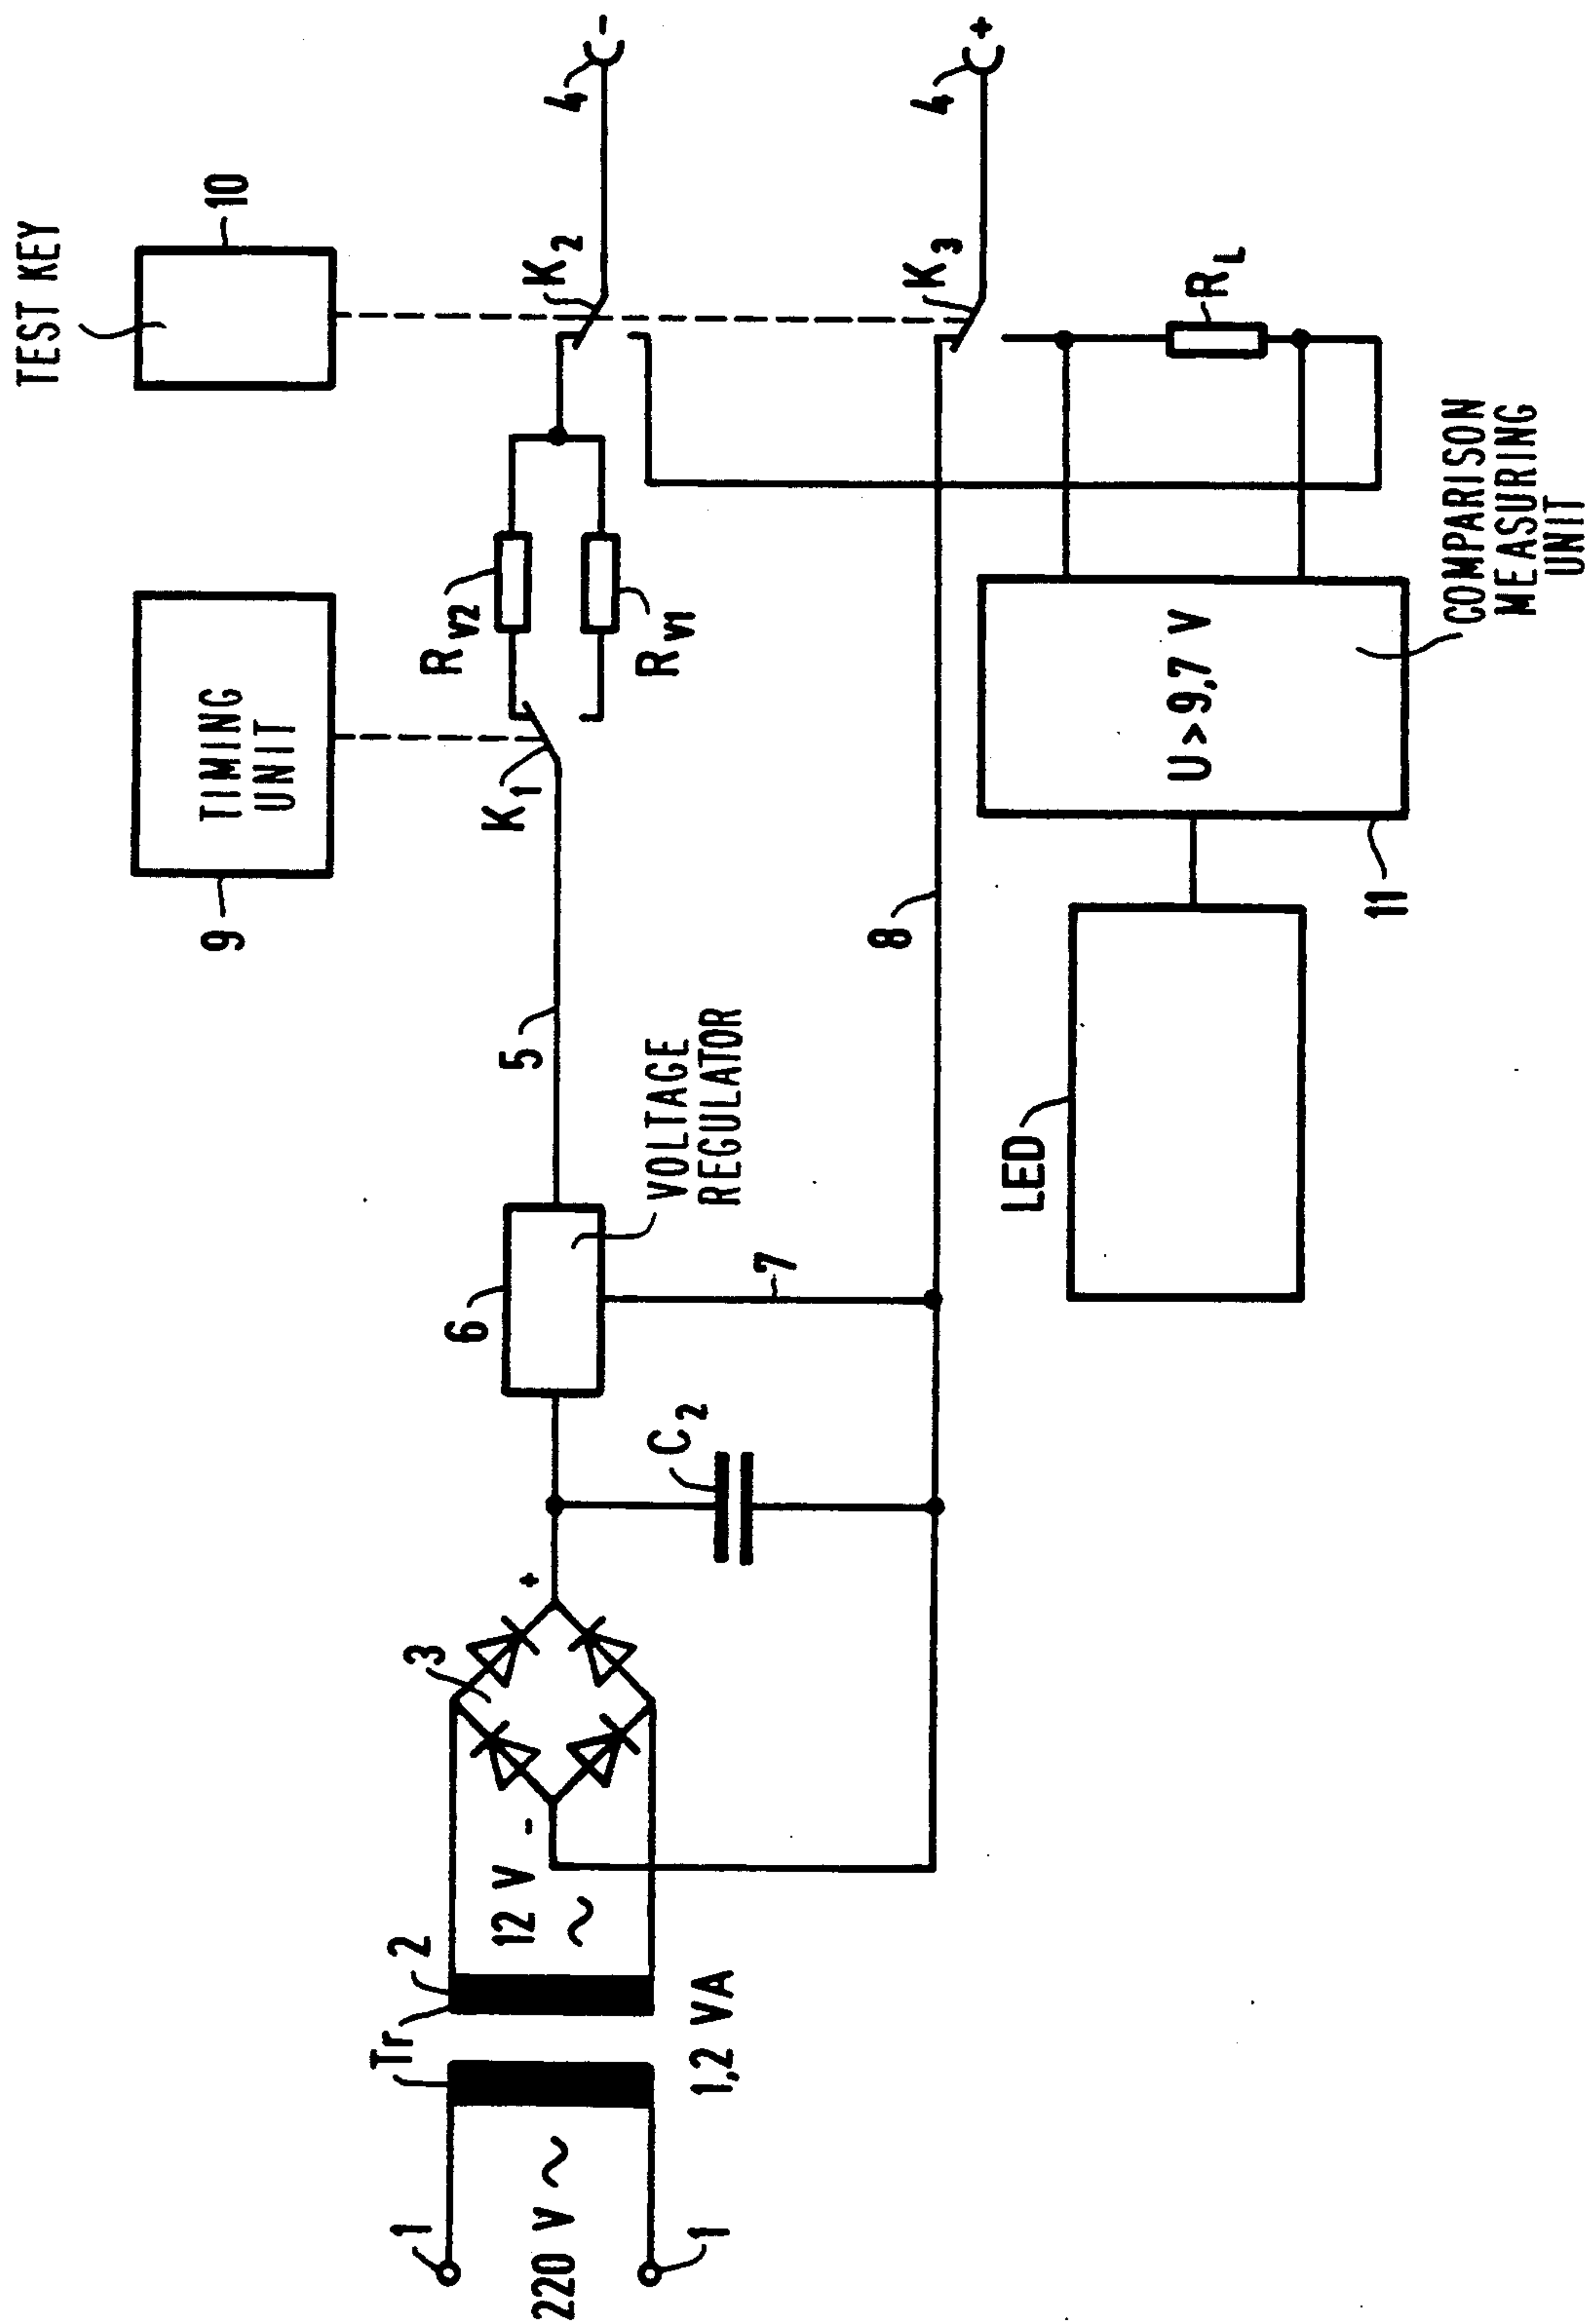 TEST KEY
10
TIMING
UNIT
9
4
-
4
+
K2
K3
RV2
RV1
K1
RL
5
8
U > 9,7 V
COMPARISON
MEASURING
UNIT
11
LED
VOLTAGE
REGULATOR
6
7
C2
+
3
-
12 V
~
2
Tr
1,2 VA
1
220 V ~
1